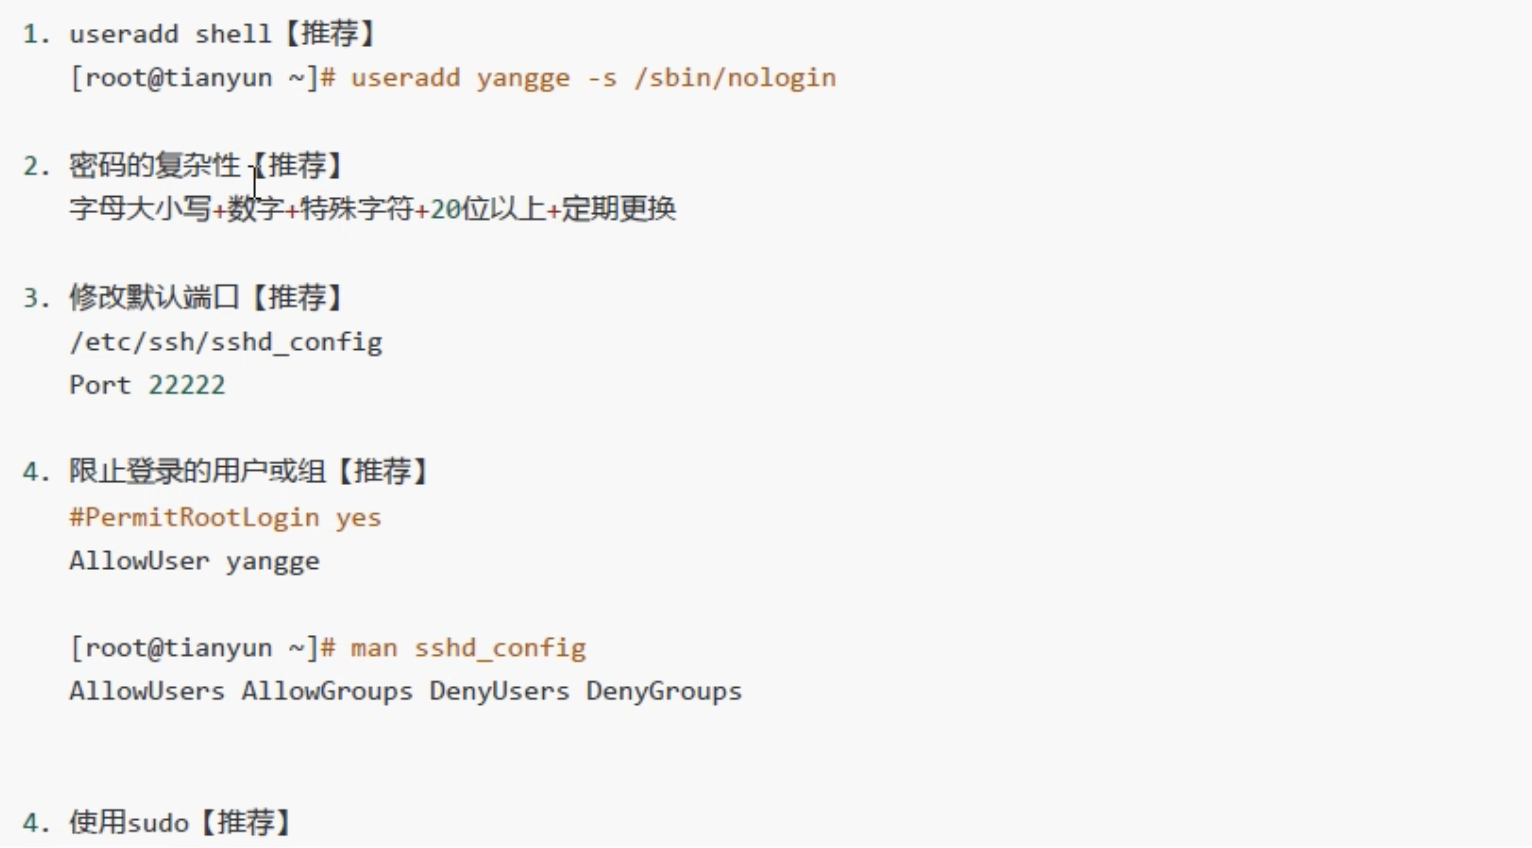 1. useradd shell【推荐】
[root@tianyun ~]# useradd yangge -s /sbin/nologin
2. 密码的复杂性【推荐】
字母大小写+数字+特殊字符+20位以上+定期更换
3. 修改默认端口【推荐】
/etc/ssh/sshd_config
Port 22222
4. 限止登录的用户或组【推荐】
#PermitRootLogin yes
AllowUser yangge
[root@tianyun ~]# man sshd_config
AllowUsers AllowGroups DenyUsers DenyGroups
4. 使用sudo【推荐】